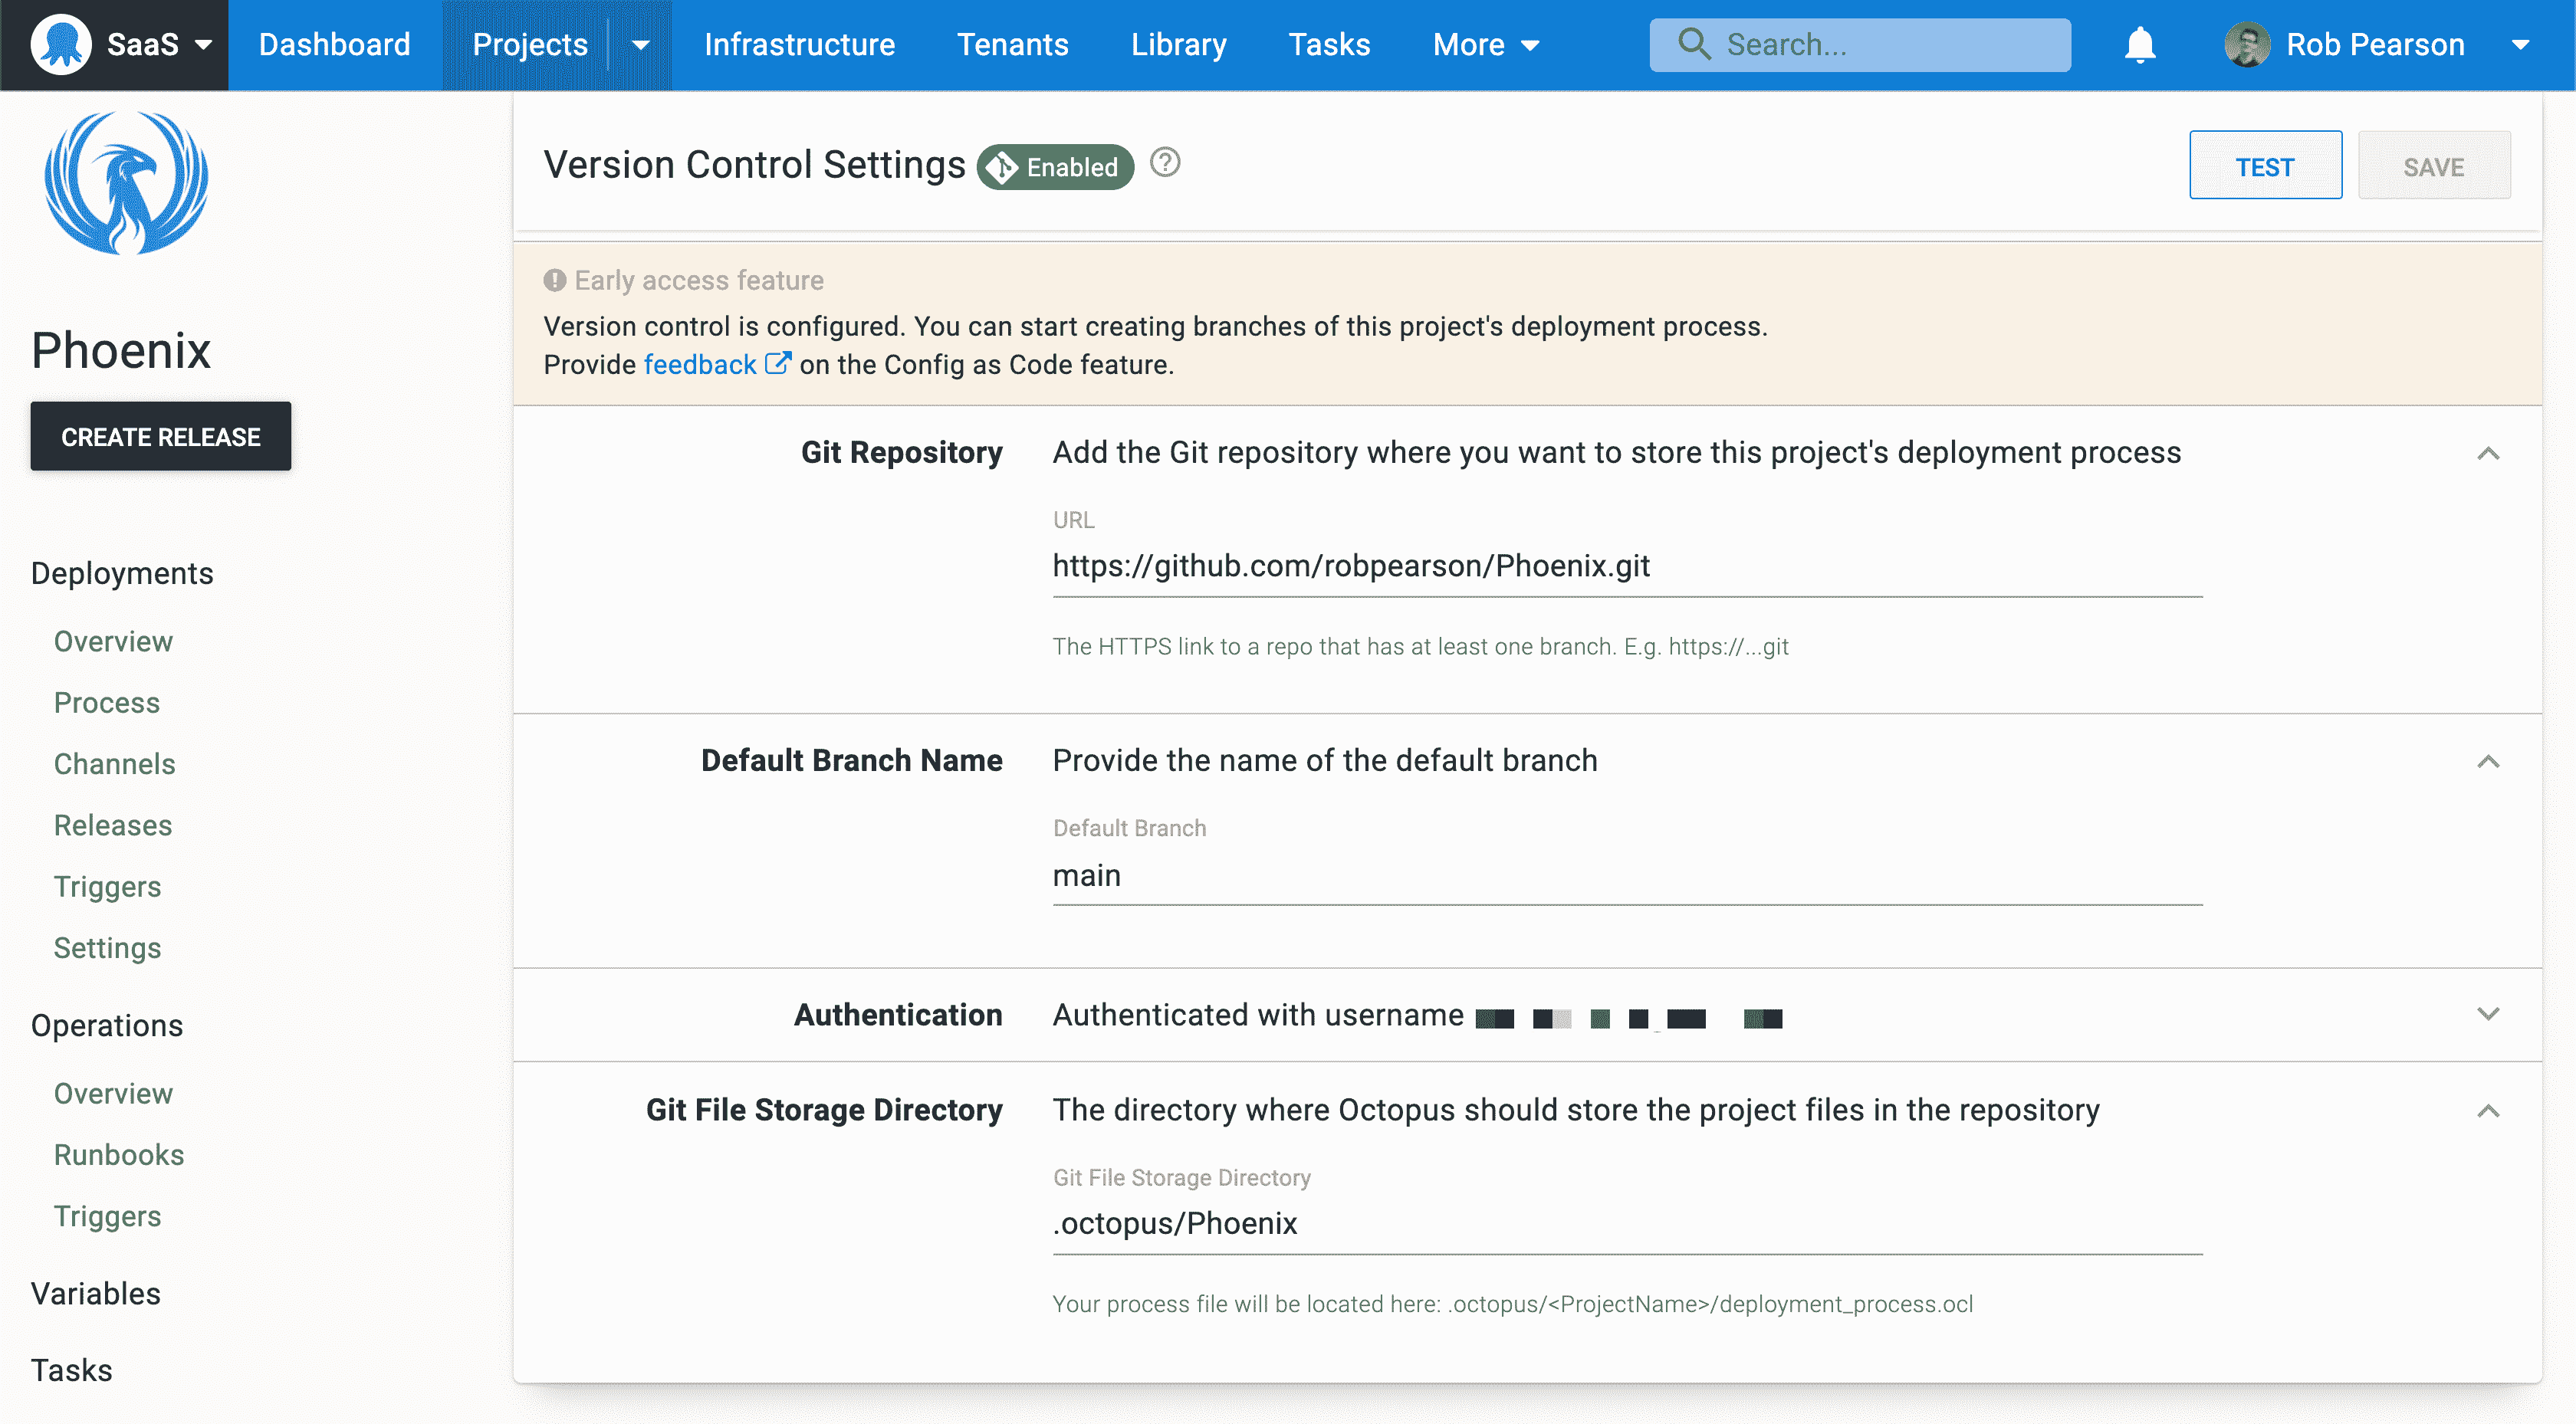 SaaS Dashboard Projects Infrastructure Tenants Library Tasks More Search... Rob Pearson
Phoenix
CREATE RELEASE
Deployments
Overview
Process
Channels
Releases
Triggers
Settings
Operations
Overview
Runbooks
Triggers
Variables
Tasks
Version Control Settings Enabled TEST SAVE
Early access feature
Version control is configured. You can start creating branches of this project's deployment process.
Provide feedback on the Config as Code feature.
Git Repository Add the Git repository where you want to store this project's deployment process
URL
https://github.com/robpearson/Phoenix.git
The HTTPS link to a repo that has at least one branch. E.g. https://...git
Default Branch Name Provide the name of the default branch
Default Branch
main
Authentication Authenticated with username
Git File Storage Directory The directory where Octopus should store the project files in the repository
Git File Storage Directory
.octopus/Phoenix
Your process file will be located here: .octopus/<ProjectName>/deployment_process.ocl